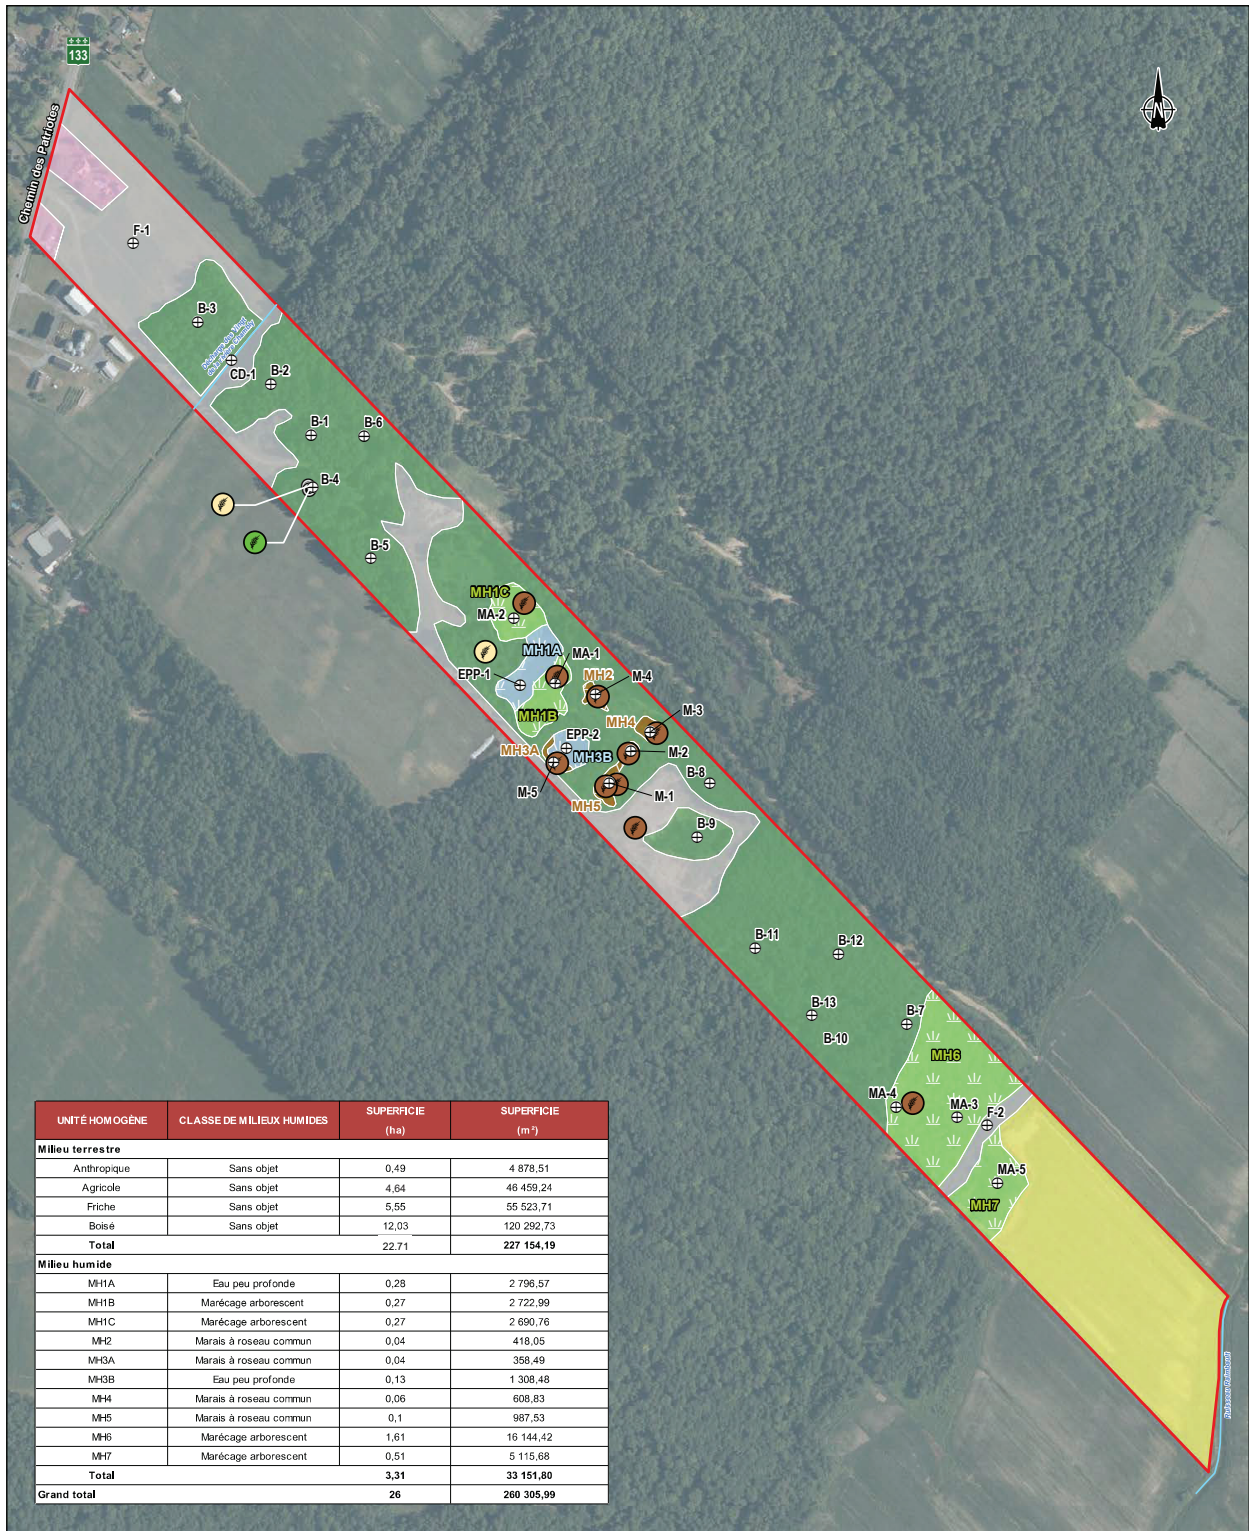 133
Chemin des Patriotes
F-1
B-3
CD-1
B-2
B-1
B-6
B-4
B-5
MH1C
MA-2
MH1A
MA-1
EPP-1
MH2
M-4
MH1B
MH4
M-3
EPP-2
MH3A
MH3B
M-2
M-5
M-1
MH5
B-8
B-9
B-11
B-12
B-13
B-10
B-7
MH6
MA-4
MA-3
F-2
MA-5
MH7
Ruisseau Raimbault
UNITÉ HOMOGÈNE CLASSE DE MILIEUX HUMIDES SUPERFICIE (ha) SUPERFICIE (m²)
Milieu terrestre
Anthropique Sans objet 0,49 4 878,51
Agricole Sans objet 4,64 46 459,24
Friche Sans objet 5,55 55 523,71
Boisé Sans objet 12,03 120 292,73
Total 22.71 227 154,19
Milieu humide
MH1A Eau peu profonde 0,28 2 796,57
MH1B Marécage arborescent 0,27 2 722,99
MH1C Marécage arborescent 0,27 2 690,76
MH2 Marais à roseau commun 0,04 418,05
MH3A Marais à roseau commun 0,04 358,49
MH3B Eau peu profonde 0,13 1 308,48
MH4 Marais à roseau commun 0,06 608,83
MH5 Marais à roseau commun 0,1 987,53
MH6 Marécage arborescent 1,61 16 144,42
MH7 Marécage arborescent 0,51 5 115,68
Total 3,31 33 151,80
Grand total 26 260 305,99